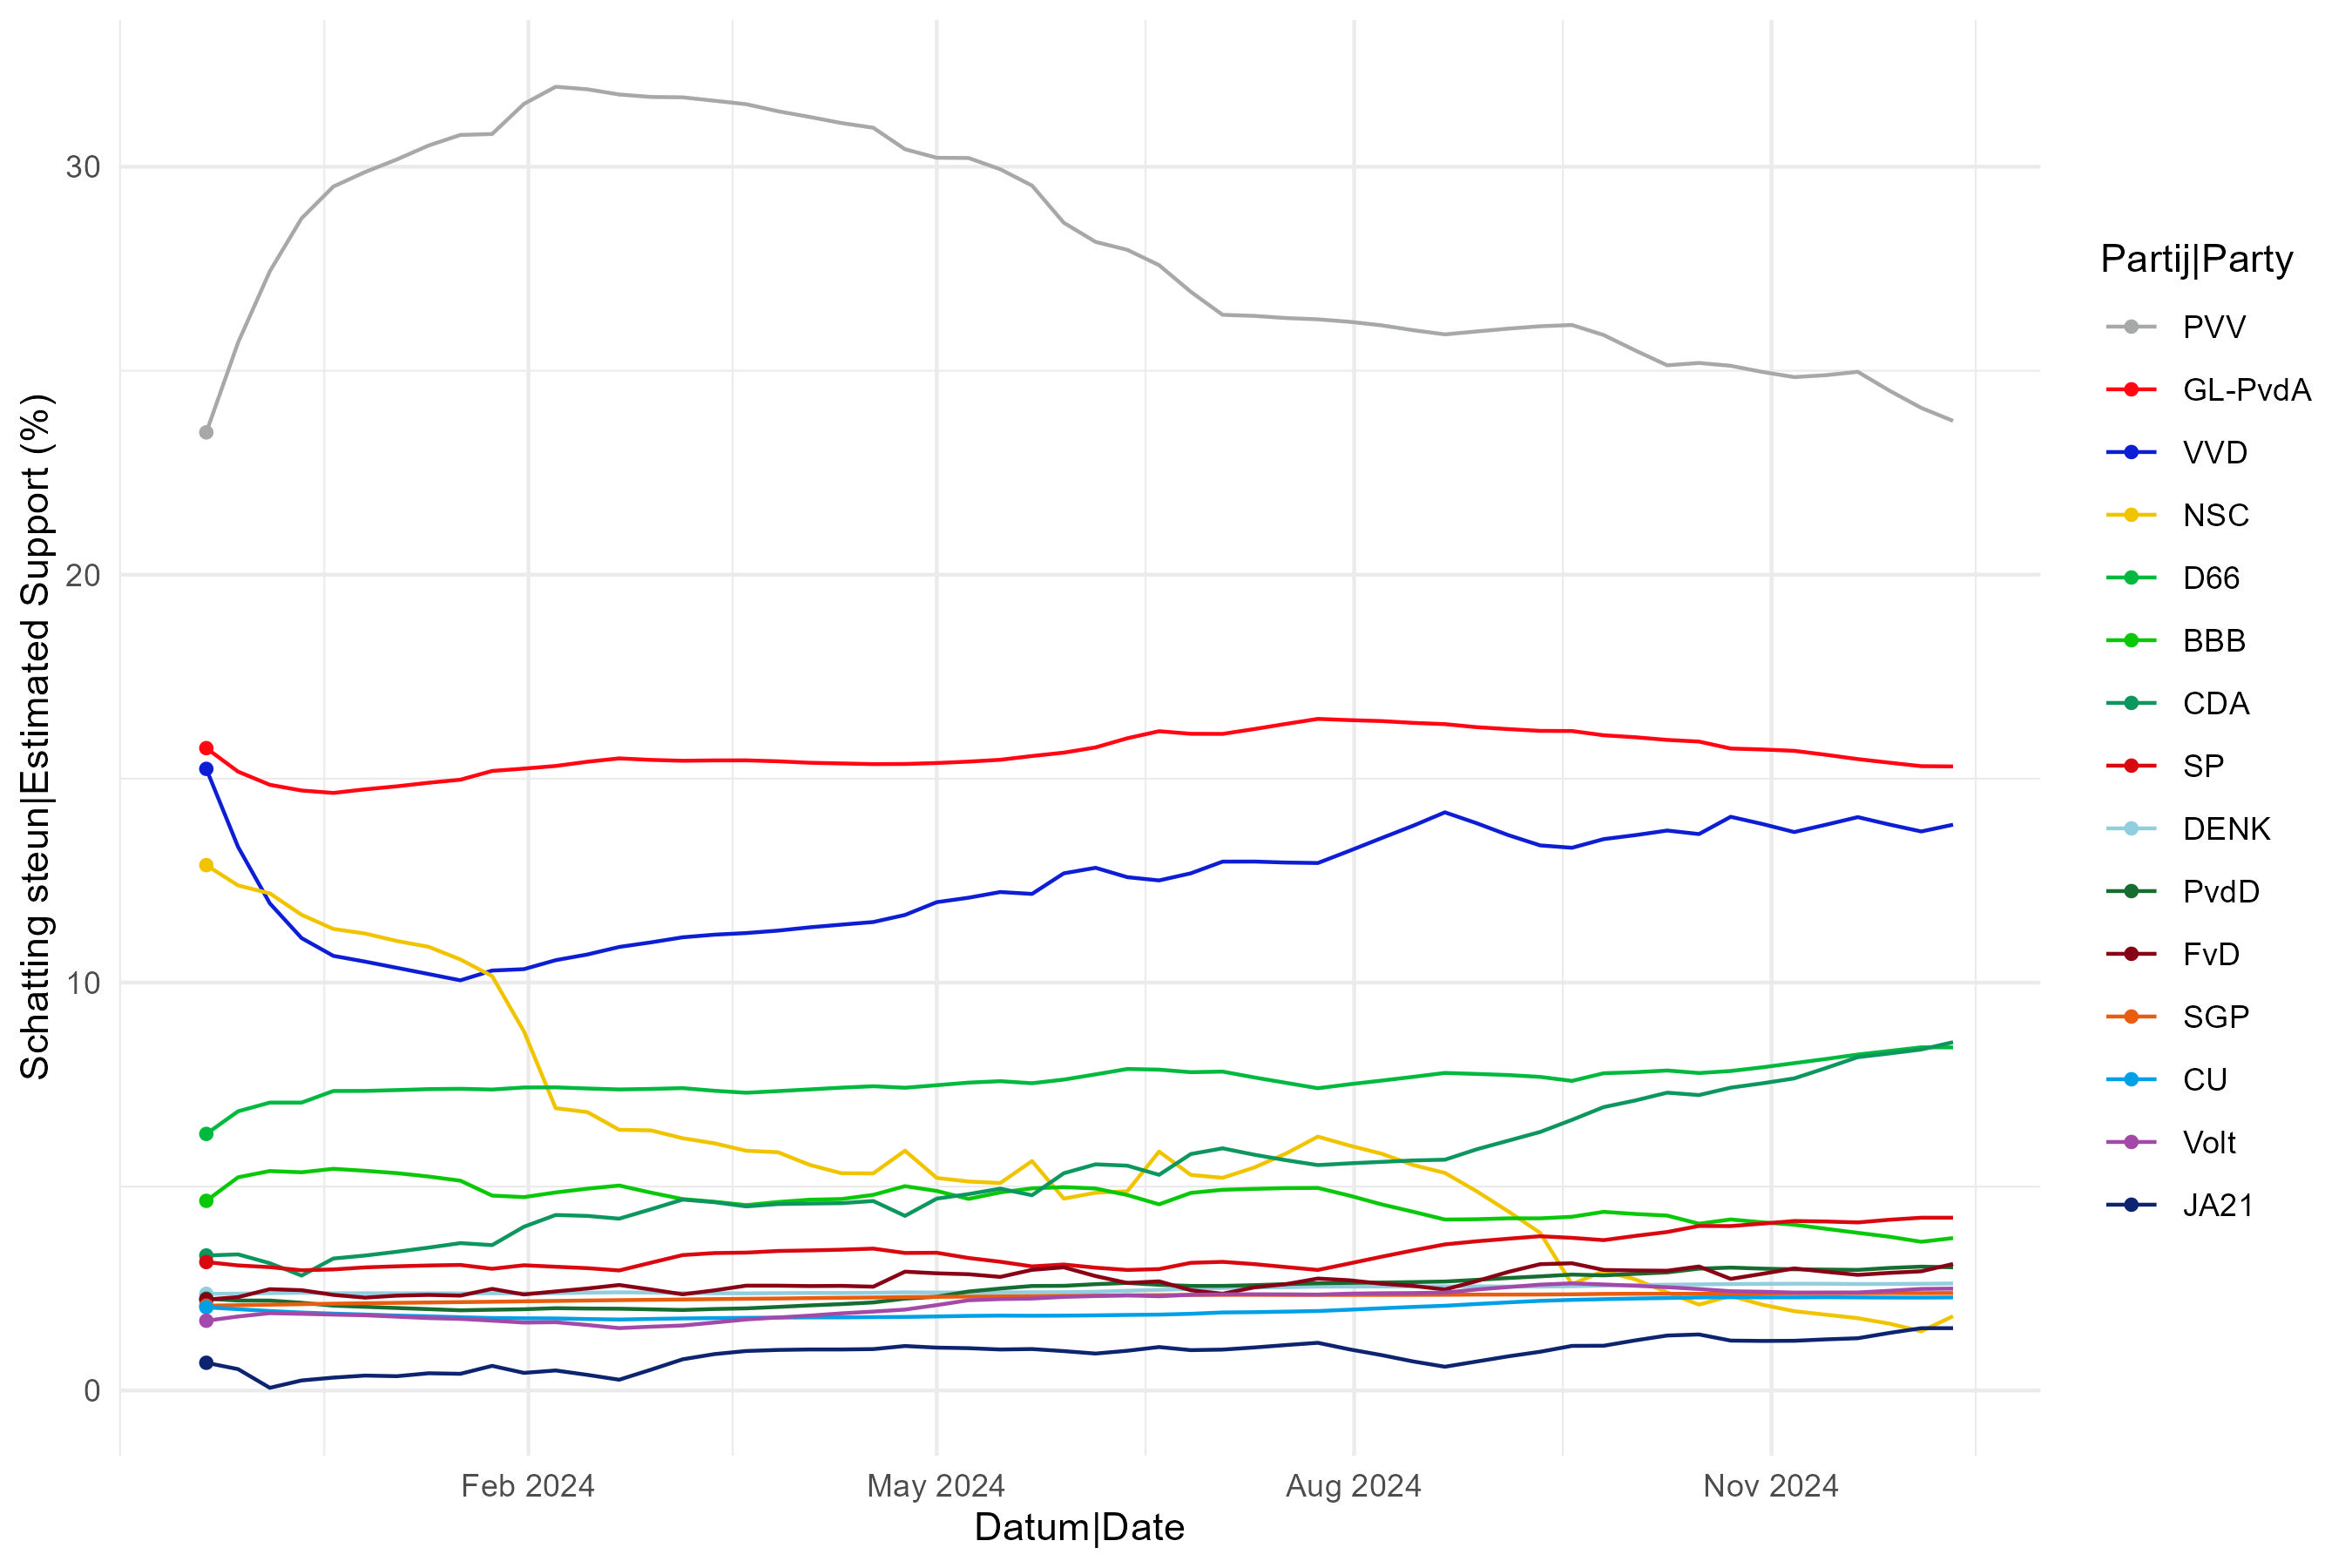 Schatting steun|Estimated Support (%)
30
20
10
0
Feb 2024
May 2024
Aug 2024
Nov 2024
Datum|Date
Partij|Party
PVV
GL-PvdA
VVD
NSC
D66
BBB
CDA
SP
DENK
PvdD
FvD
SGP
CU
Volt
JA21